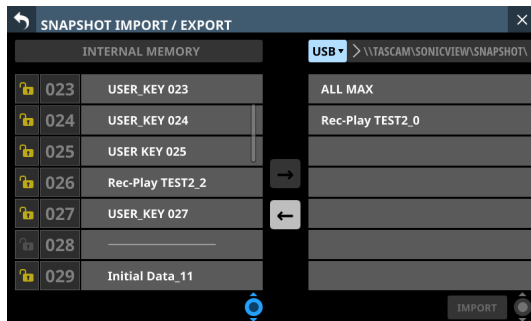 SNAPSHOT IMPORT / EXPORT
INTERNAL MEMORY
USB
\\TASCAM\SONICVIEW\SNAPSHOT\
023 USER_KEY 023
024 USER_KEY 024
025 USER KEY 025
026 Rec-Play TEST2_2
027 USER_KEY 027
028
029 Initial Data_11
ALL MAX
Rec-Play TEST2_0
IMPORT